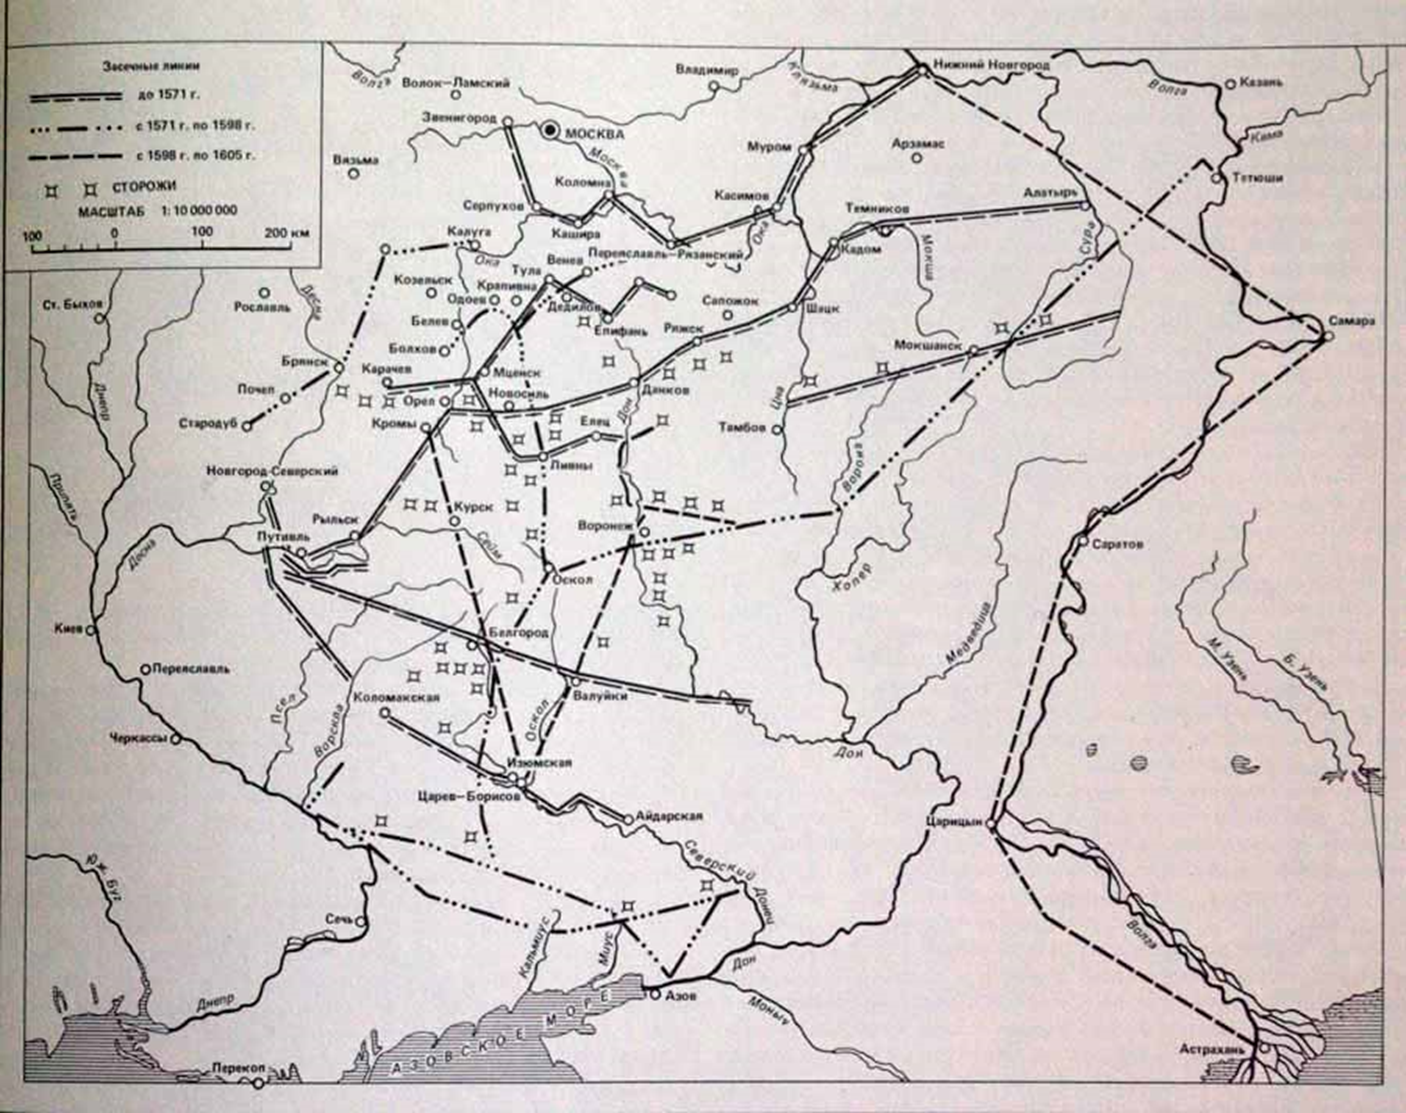 Засечные линии
до 1571 г.
с 1571 г. по 1598 г.
с 1598 г. по 1605 г.
СТОРОЖИ
МАСШТАБ 1:10 000 000
100 0 100 200 км
Волга
Волок—Ламский
Владимир
Клязьма
Нижний Новгород
Волга
Казань
Звенигород
МОСКВА
Москва
Муром
Арзамас
Кама
Вязьма
Тетюши
Коломна
Касимов
Алатырь
Серпухов
Темников
Кашира
Ока
Кадом
Мокша
Сура
Калуга
Ока
Переяславль—Рязанский
Венев
Тула
Козельск
Крапивна
Ст. Быхов
Рославль
Десна
Одоев
Дедилов
Сапожок
Шацк
Белев
Епифань
Ряжск
Самара
Болхов
Мокшанск
Брянск
Карачев
Мценск
Почеп
Днепр
Орел
Новосиль
Данков
Цна
Стародуб
Кромы
Елец
Дон
Тамбов
Ливны
Новгород-Северский
Ворона
Припять
Курск
Рыльск
Воронеж
Путивль
Сейм
Саратов
Десна
Оскол
Хопер
Киев
Белгород
Медведица
Переяславль
М. Узень
Б. Узень
Коломакская
Валуйки
Псел
Ворскла
Оскол
Черкассы
Дон
Изюмская
Царев—Борисов
Айдарская
Царицын
Северский Донец
Юж. Буг
Сечь
Кальмиус
Миус
Волга
Дон
Днепр
Азов
Маныч
АЗОВСКОЕ МОРЕ
Астрахань
Перекоп